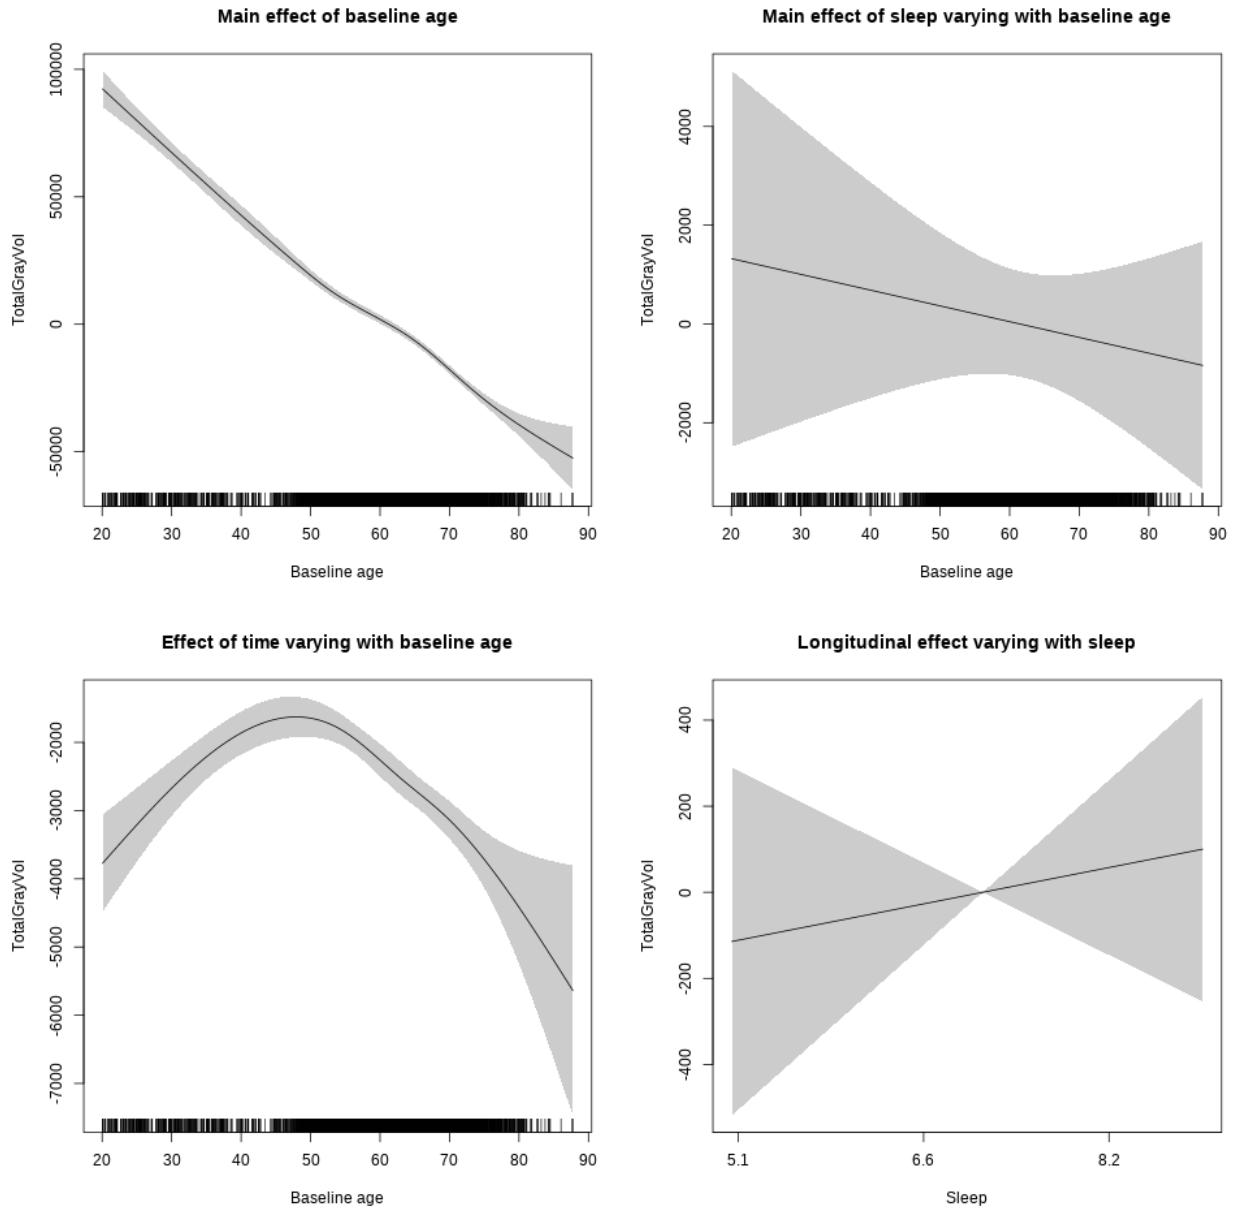 Main effect of baseline age
TotalGrayVol
100000
50000
0
-50000
20 30 40 50 60 70 80 90
Baseline age
Main effect of sleep varying with baseline age
TotalGrayVol
4000
2000
0
-2000
20 30 40 50 60 70 80 90
Baseline age
Effect of time varying with baseline age
TotalGrayVol
-2000
-3000
-4000
-5000
-6000
-7000
20 30 40 50 60 70 80 90
Baseline age
Longitudinal effect varying with sleep
TotalGrayVol
400
200
0
-200
-400
5.1 6.6 8.2
Sleep